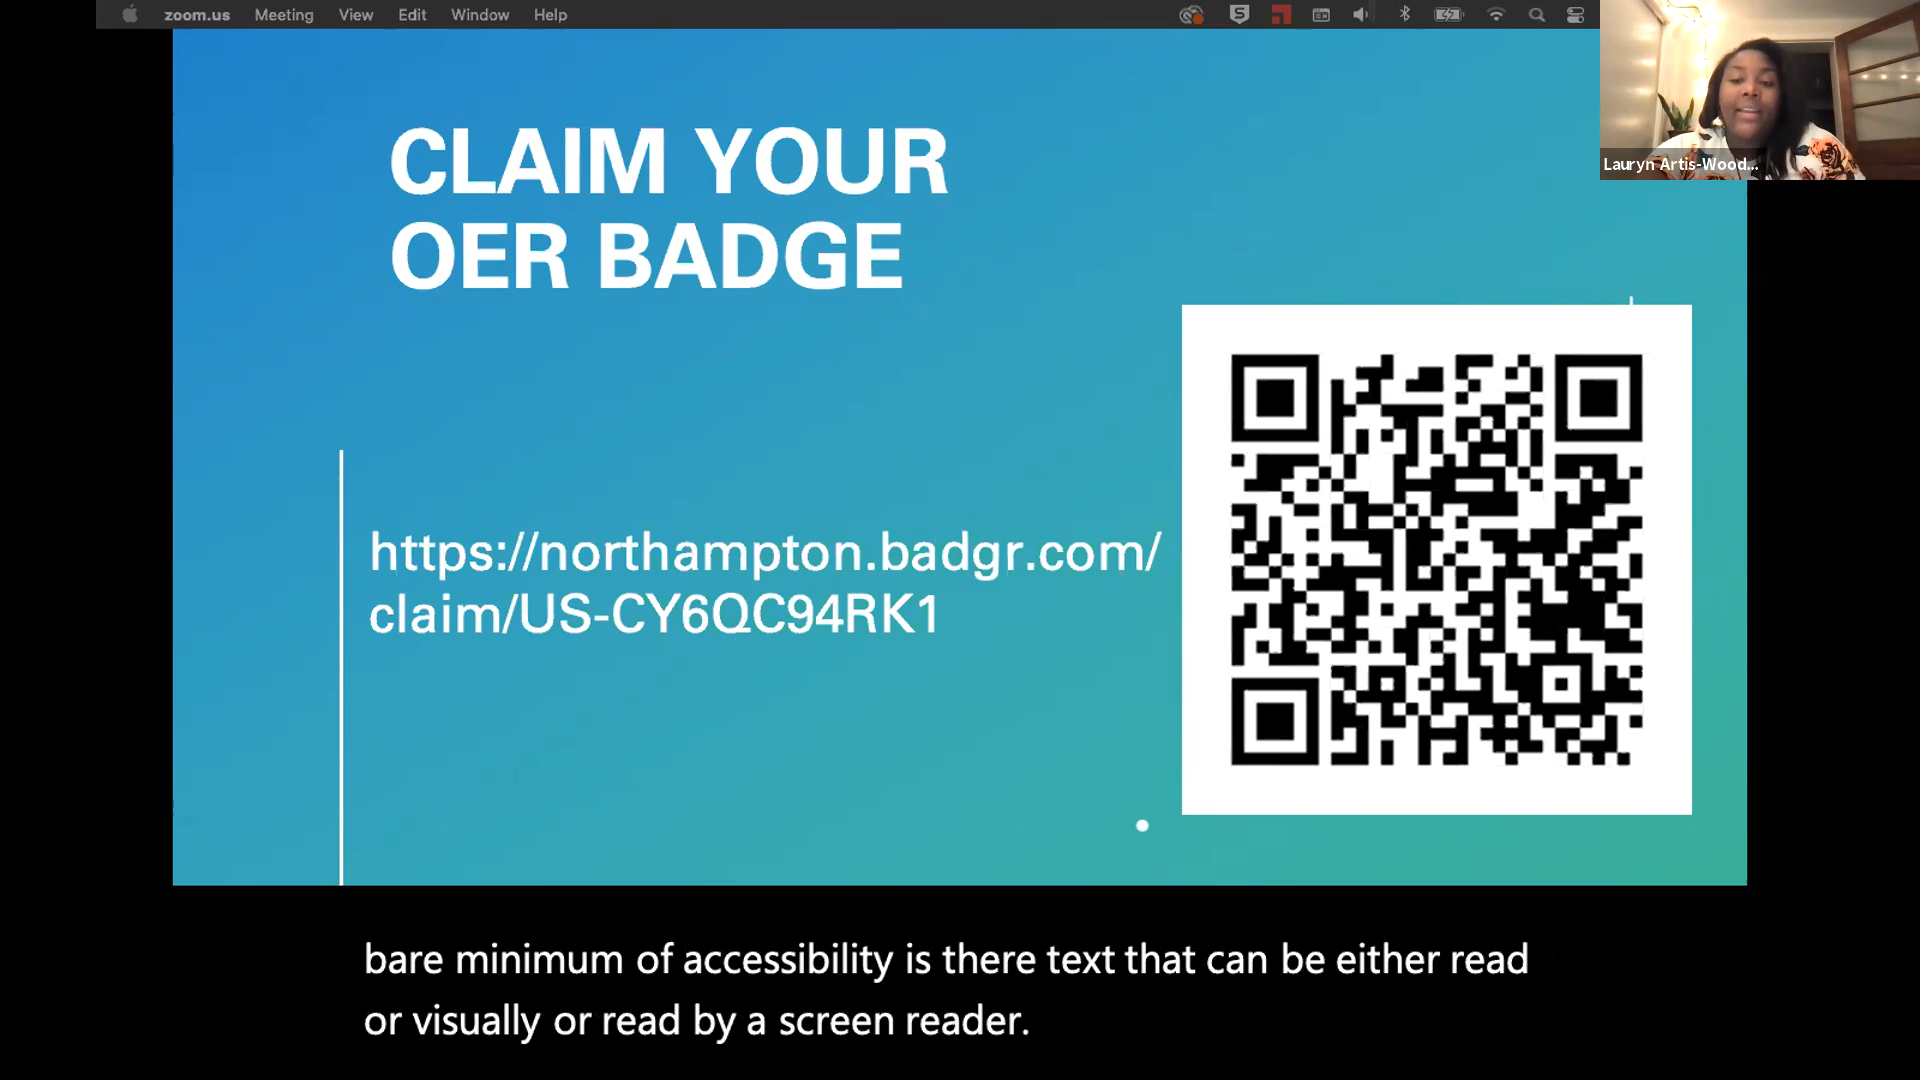 zoom.us Meeting View Edit Window Help
CLAIM YOUR
OER BADGE
Lauryn Artis-Wood...
https://northampton.badgr.com/
claim/US-CY6QC94RK1
bare minimum of accessibility is there text that can be either read
or visually or read by a screen reader.